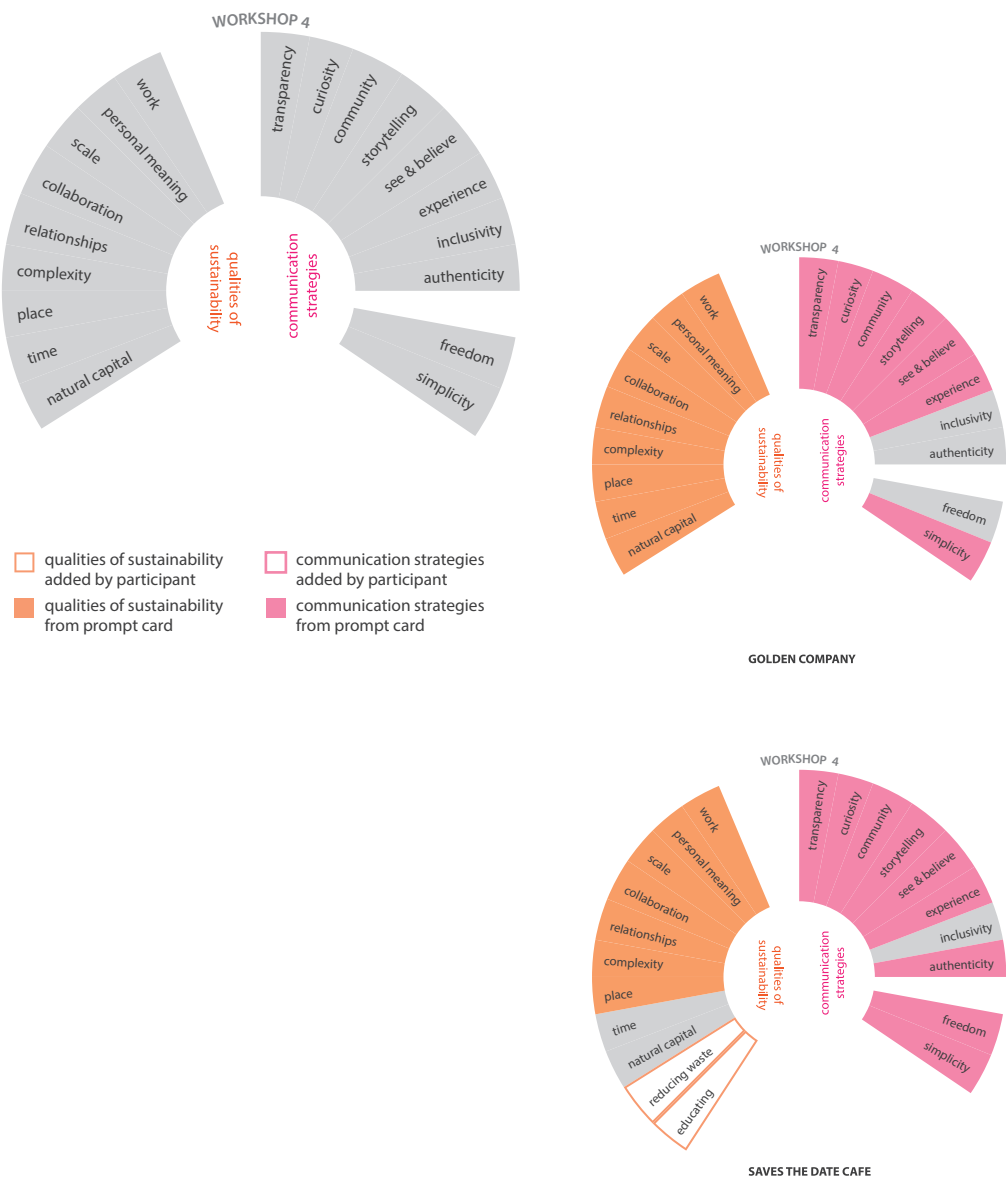 WORKSHOP 4
work
personal meaning
scale
collaboration
relationships
complexity
place
time
natural capital
qualities of
sustainability
transparency
curiosity
community
storytelling
see & believe
experience
inclusivity
authenticity
freedom
simplicity
communication
strategies
qualities of sustainability
added by participant
qualities of sustainability
from prompt card
communication strategies
added by participant
communication strategies
from prompt card
WORKSHOP 4
work
personal meaning
scale
collaboration
relationships
complexity
place
time
natural capital
qualities of
sustainability
transparency
curiosity
community
storytelling
see & believe
experience
inclusivity
authenticity
freedom
simplicity
communication
strategies
GOLDEN COMPANY
WORKSHOP 4
work
personal meaning
scale
collaboration
relationships
complexity
place
time
natural capital
reducing waste
educating
qualities of
sustainability
transparency
curiosity
community
storytelling
see & believe
experience
inclusivity
authenticity
freedom
simplicity
communication
strategies
SAVES THE DATE CAFE